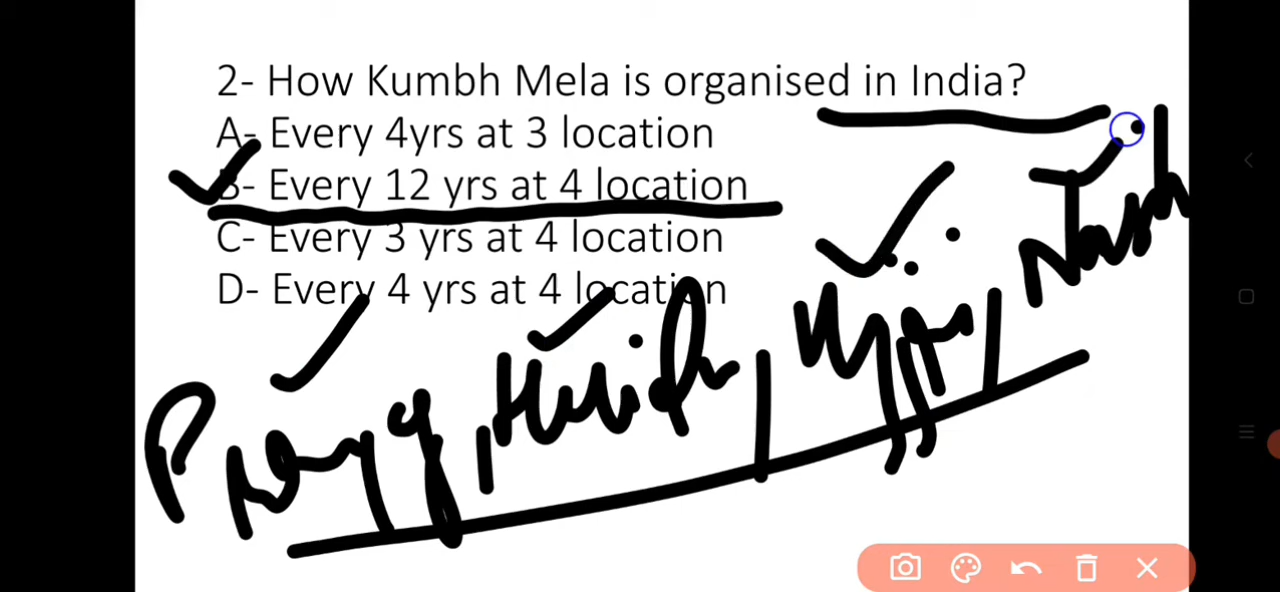 2- How Kumbh Mela is organised in India?
A- Every 4yrs at 3 location
B- Every 12 yrs at 4 location
C- Every 3 yrs at 4 location
D- Every 4 yrs at 4 location